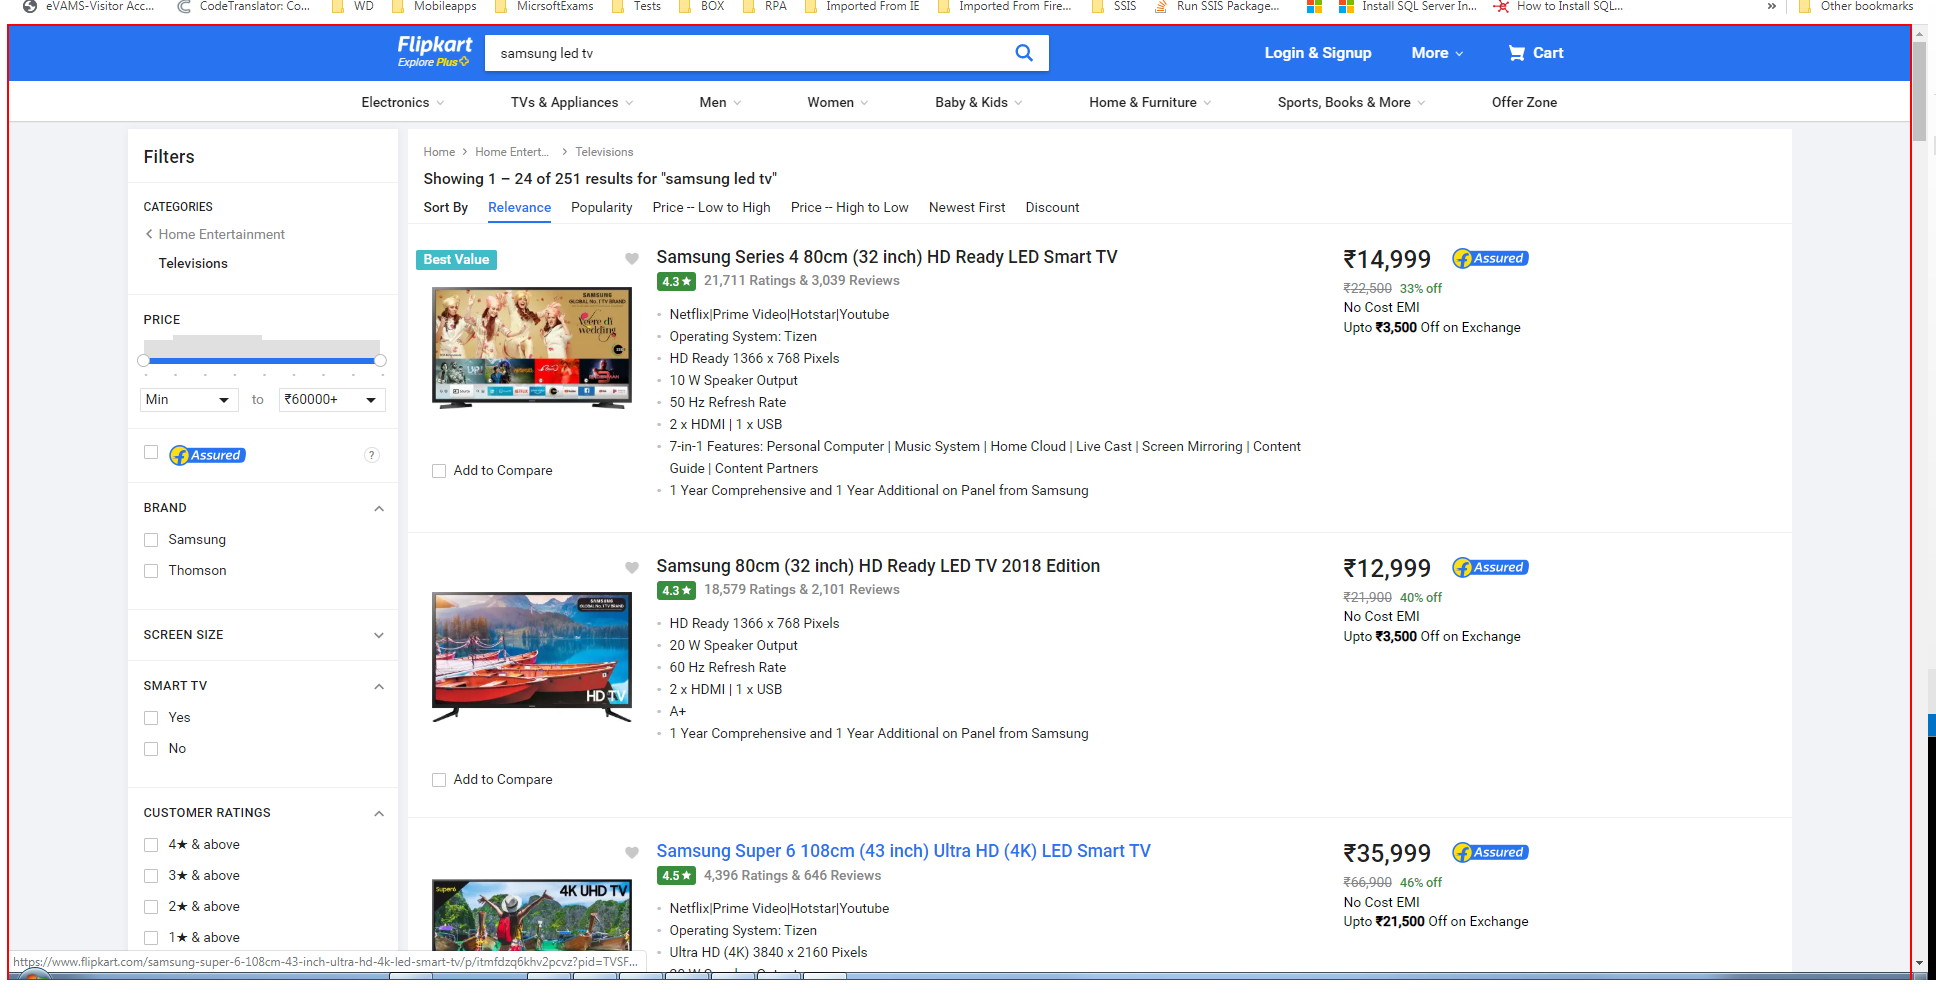 eVAMS-Visitor Acc...
CodeTranslator: Co...
WD
Mobileapps
MicrsoftExams
Tests
BOX
RPA
Imported From IE
Imported From Fire...
SSIS
Run SSIS Package...
Install SQL Server In...
How to Install SQL...
»
Other bookmarks
Flipkart
Explore Plus
samsung led tv
Login & Signup
More
Cart
Electronics
TVs & Appliances
Men
Women
Baby & Kids
Home & Furniture
Sports, Books & More
Offer Zone
Filters
CATEGORIES
Home Entertainment
Televisions
PRICE
Min
to
₹60000+
Assured
?
BRAND
Samsung
Thomson
SCREEN SIZE
SMART TV
Yes
No
CUSTOMER RATINGS
4★ & above
3★ & above
2★ & above
1★ & above
Home > Home Entert... > Televisions
Showing 1 – 24 of 251 results for "samsung led tv"
Sort By Relevance Popularity Price -- Low to High Price -- High to Low Newest First Discount
Best Value
SAMSUNG
GLOBAL NO. 1 TV BRAND
Veere di wedding
Add to Compare
Samsung Series 4 80cm (32 inch) HD Ready LED Smart TV
4.3★ 21,711 Ratings & 3,039 Reviews
Netflix|Prime Video|Hotstar|Youtube
Operating System: Tizen
HD Ready 1366 x 768 Pixels
10 W Speaker Output
50 Hz Refresh Rate
2 x HDMI | 1 x USB
7-in-1 Features: Personal Computer | Music System | Home Cloud | Live Cast | Screen Mirroring | Content
Guide | Content Partners
1 Year Comprehensive and 1 Year Additional on Panel from Samsung
₹14,999
Assured
₹22,500 33% off
No Cost EMI
Upto ₹3,500 Off on Exchange
SAMSUNG
GLOBAL No. 1 TV BRAND
HD TV
Add to Compare
Samsung 80cm (32 inch) HD Ready LED TV 2018 Edition
4.3★ 18,579 Ratings & 2,101 Reviews
HD Ready 1366 x 768 Pixels
20 W Speaker Output
60 Hz Refresh Rate
2 x HDMI | 1 x USB
A+
1 Year Comprehensive and 1 Year Additional on Panel from Samsung
₹12,999
Assured
₹21,900 40% off
No Cost EMI
Upto ₹3,500 Off on Exchange
Super6
4K UHD TV
Samsung Super 6 108cm (43 inch) Ultra HD (4K) LED Smart TV
4.5★ 4,396 Ratings & 646 Reviews
Netflix|Prime Video|Hotstar|Youtube
Operating System: Tizen
Ultra HD (4K) 3840 x 2160 Pixels
₹35,999
Assured
₹66,900 46% off
No Cost EMI
Upto ₹21,500 Off on Exchange
https://www.flipkart.com/samsung-super-6-108cm-43-inch-ultra-hd-4k-led-smart-tv/p/itmfdzq6khv2pcvz?pid=TVSF...